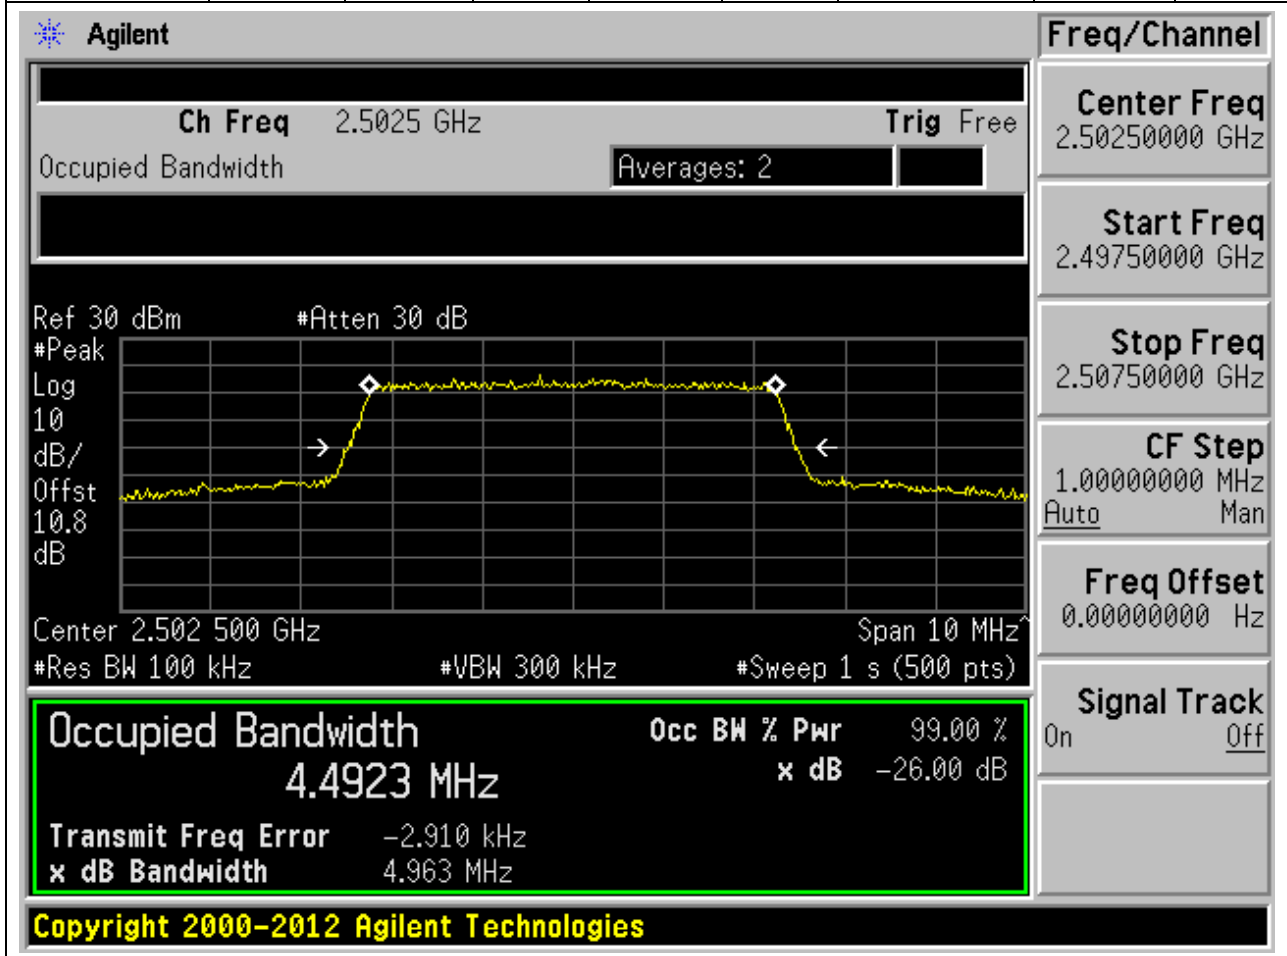 Agilent
Freq/Channel
Ch Freq 2.5025 GHz Trig Free
Occupied Bandwidth Averages: 2
Center Freq
2.50250000 GHz
Start Freq
2.49750000 GHz
Stop Freq
2.50750000 GHz
CF Step
1.00000000 MHz
Auto Man
Freq Offset
0.00000000 Hz
Signal Track
On Off
Ref 30 dBm #Atten 30 dB
#Peak
Log
10
dB/
Offst
10.8
dB
Center 2.502 500 GHz Span 10 MHz^
#Res BW 100 kHz #VBW 300 kHz #Sweep 1 s (500 pts)
Occupied Bandwidth
4.4923 MHz
Occ BW % Pwr 99.00 %
x dB -26.00 dB
Transmit Freq Error -2.910 kHz
x dB Bandwidth 4.963 MHz
Copyright 2000-2012 Agilent Technologies